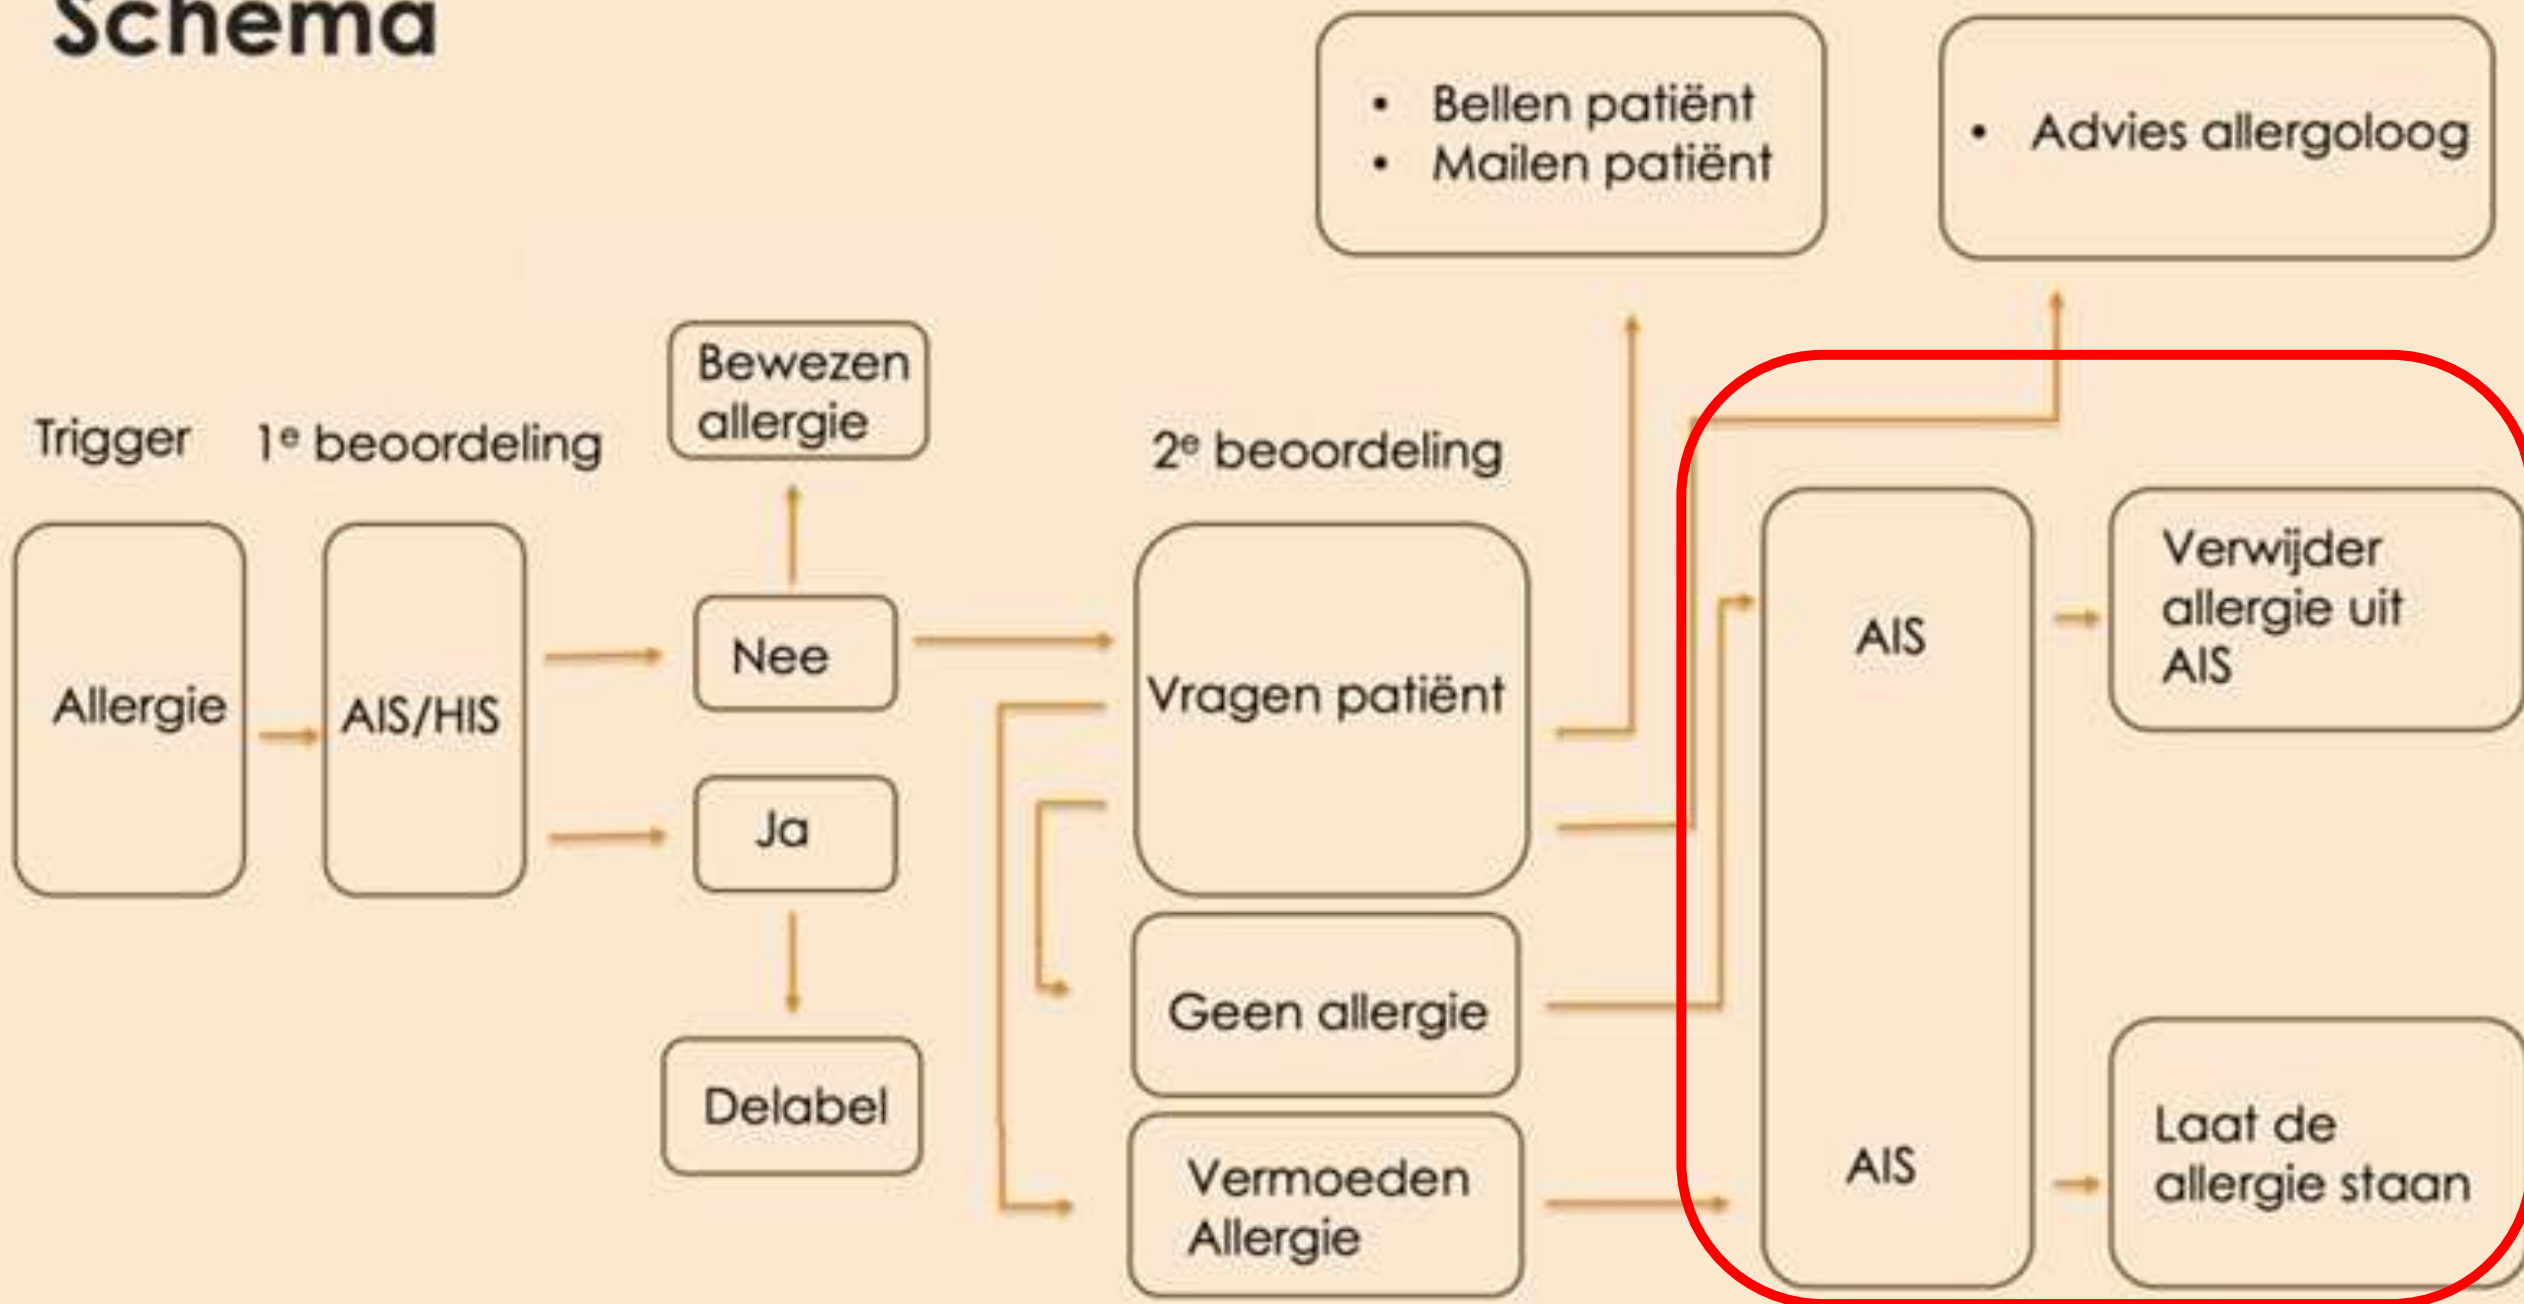 Schema
• Bellen patiënt
• Mailen patiënt
• Advies allergoloog
Bewezen
allergie
Trigger
1e beoordeling
2e beoordeling
Allergie
AIS/HIS
Nee
Ja
Delabel
Vragen patiënt
Geen allergie
Vermoeden
Allergie
AIS
AIS
Verwijder
allergie uit
AIS
Laat de
allergie staan